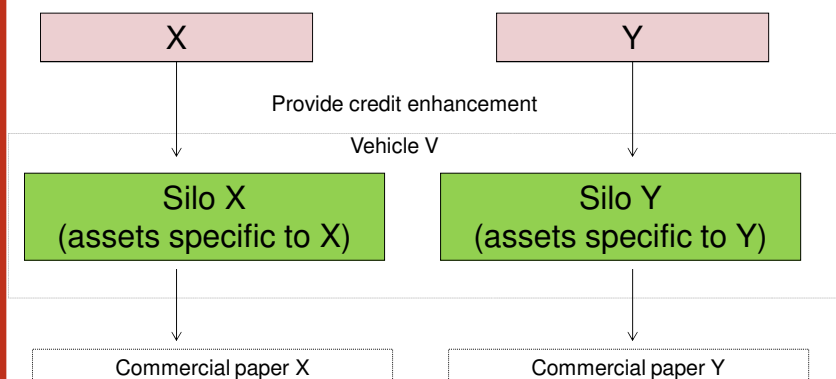 X
Y
Provide credit enhancement
Vehicle V
Silo X
(assets specific to X)
Silo Y
(assets specific to Y)
Commercial paper X
Commercial paper Y